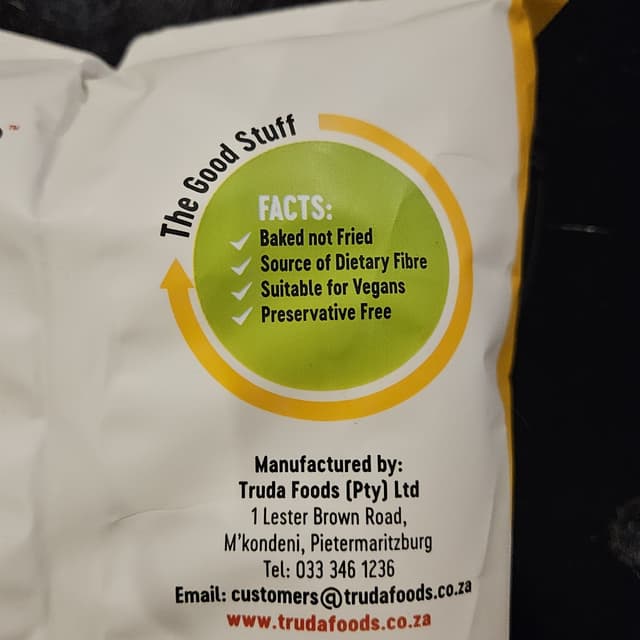 ™
The Good Stuff
FACTS:
Baked not Fried
Source of Dietary Fibre
Suitable for Vegans
Preservative Free
Manufactured by:
Truda Foods (Pty) Ltd
1 Lester Brown Road,
M'kondeni, Pietermaritzburg
Tel: 033 346 1236
Email: customers@trudafoods.co.za
www.trudafoods.co.za